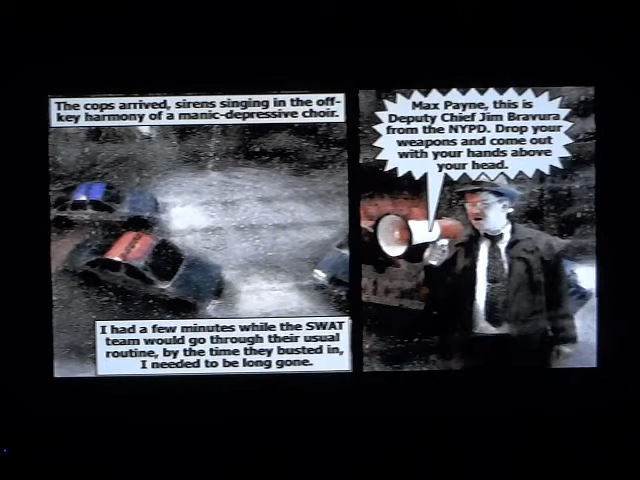 The cops arrived, sirens singing in the off-
key harmony of a manic-depressive choir.
I had a few minutes while the SWAT
team would go through their usual
routine, by the time they busted in,
I needed to be long gone.
Max Payne, this is
Deputy Chief Jim Bravura
from the NYPD. Drop your
weapons and come out
with your hands above
your head.